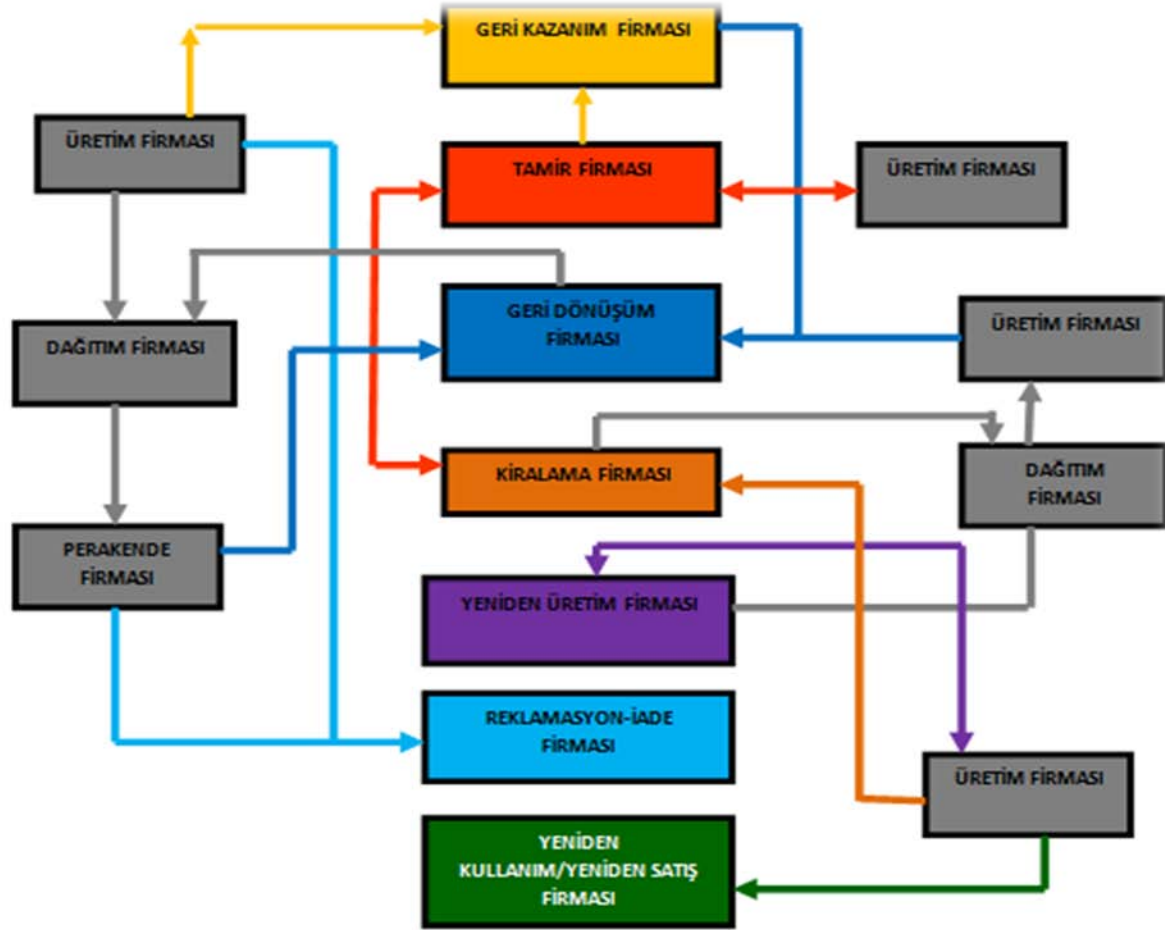 GERİ KAZANIM FİRMASI
ÜRETİM FİRMASI
TAMİR FİRMASI
ÜRETİM FİRMASI
GERİ DÖNÜŞÜM
FİRMASI
ÜRETİM FİRMASI
DAĞITIM FİRMASI
KİRALAMA FİRMASI
DAĞITIM
FİRMASI
PERAKENDE
FİRMASI
YENİDEN ÜRETİM FİRMASI
REKLAMASYON-İADE
FİRMASI
ÜRETİM FİRMASI
YENİDEN
KULLANIM/YENİDEN SATIŞ
FİRMASI